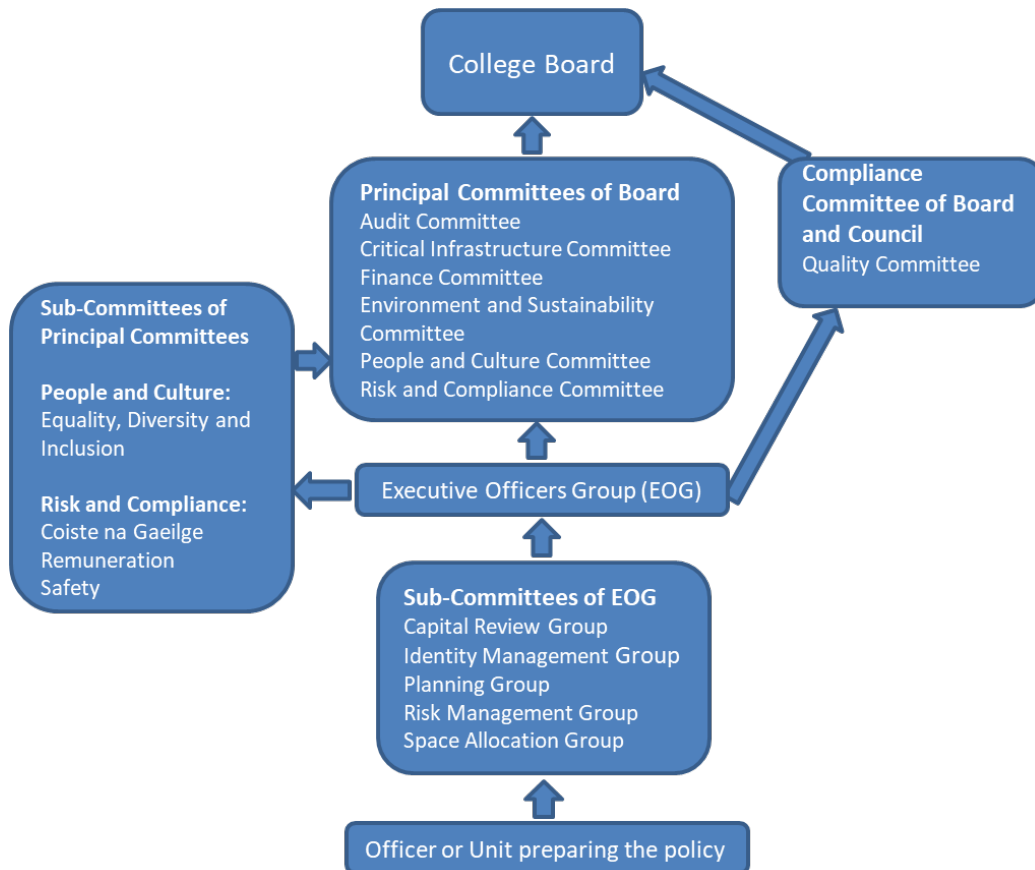 College Board
Principal Committees of Board
Audit Committee
Critical Infrastructure Committee
Finance Committee
Environment and Sustainability
Committee
People and Culture Committee
Risk and Compliance Committee
Compliance
Committee of Board
and Council
Quality Committee
Sub-Committees of
Principal Committees
People and Culture:
Equality, Diversity and
Inclusion
Risk and Compliance:
Coiste na Gaeilge
Remuneration
Safety
Executive Officers Group (EOG)
Sub-Committees of EOG
Capital Review Group
Identity Management Group
Planning Group
Risk Management Group
Space Allocation Group
Officer or Unit preparing the policy